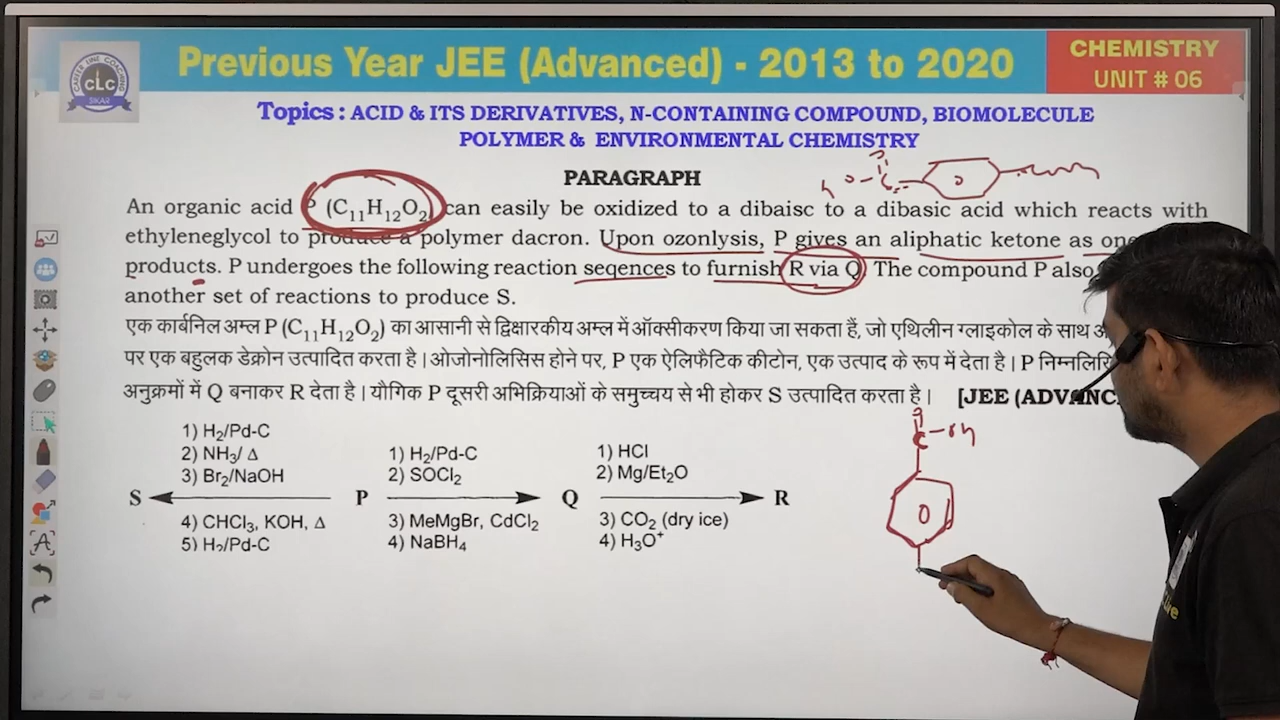 Previous Year JEE (Advanced) - 2013 to 2020
CHEMISTRY
UNIT # 06
CLC
SIKAR
Topics : ACID & ITS DERIVATIVES, N-CONTAINING COMPOUND, BIOMOLECULE
POLYMER & ENVIRONMENTAL CHEMISTRY
PARAGRAPH
An organic acid P (C₁₁H₁₂O₂) can easily be oxidized to a dibaisc to a dibasic acid which reacts with
ethyleneglycol to produce a polymer dacron. Upon ozonlysis, P gives an aliphatic ketone as one
products. P undergoes the following reaction seqences to furnish R via Q. The compound P also
another set of reactions to produce S.
एक कार्बनिल अम्ल P (C₁₁H₁₂O₂) का आसानी से द्विक्षारकीय अम्ल में ऑक्सीकरण किया जा सकता हैं, जो एथिलीन ग्लाइकोल के साथ
पर एक बहुलक डेक्रोन उत्पादित करता है। ओजोनोलिसिस होने पर, P एक ऐलिफैटिक कीटोन, एक उत्पाद के रूप में देता है। P
अनुक्रमों में Q बनाकर R देता है। यौगिक P दूसरी अभिक्रियाओं के समुच्चय से भी होकर S उत्पादित करता है। [JEE (ADVANC
1) H₂/Pd-C
2) NH₃/ Δ
3) Br₂/NaOH
1) H₂/Pd-C
2) SOCl₂
1) HCl
2) Mg/Et₂O
S P Q R
4) CHCl₃, KOH, Δ
5) H₂/Pd-C
3) MeMgBr, CdCl₂
4) NaBH₄
3) CO₂ (dry ice)
4) H₃O⁺